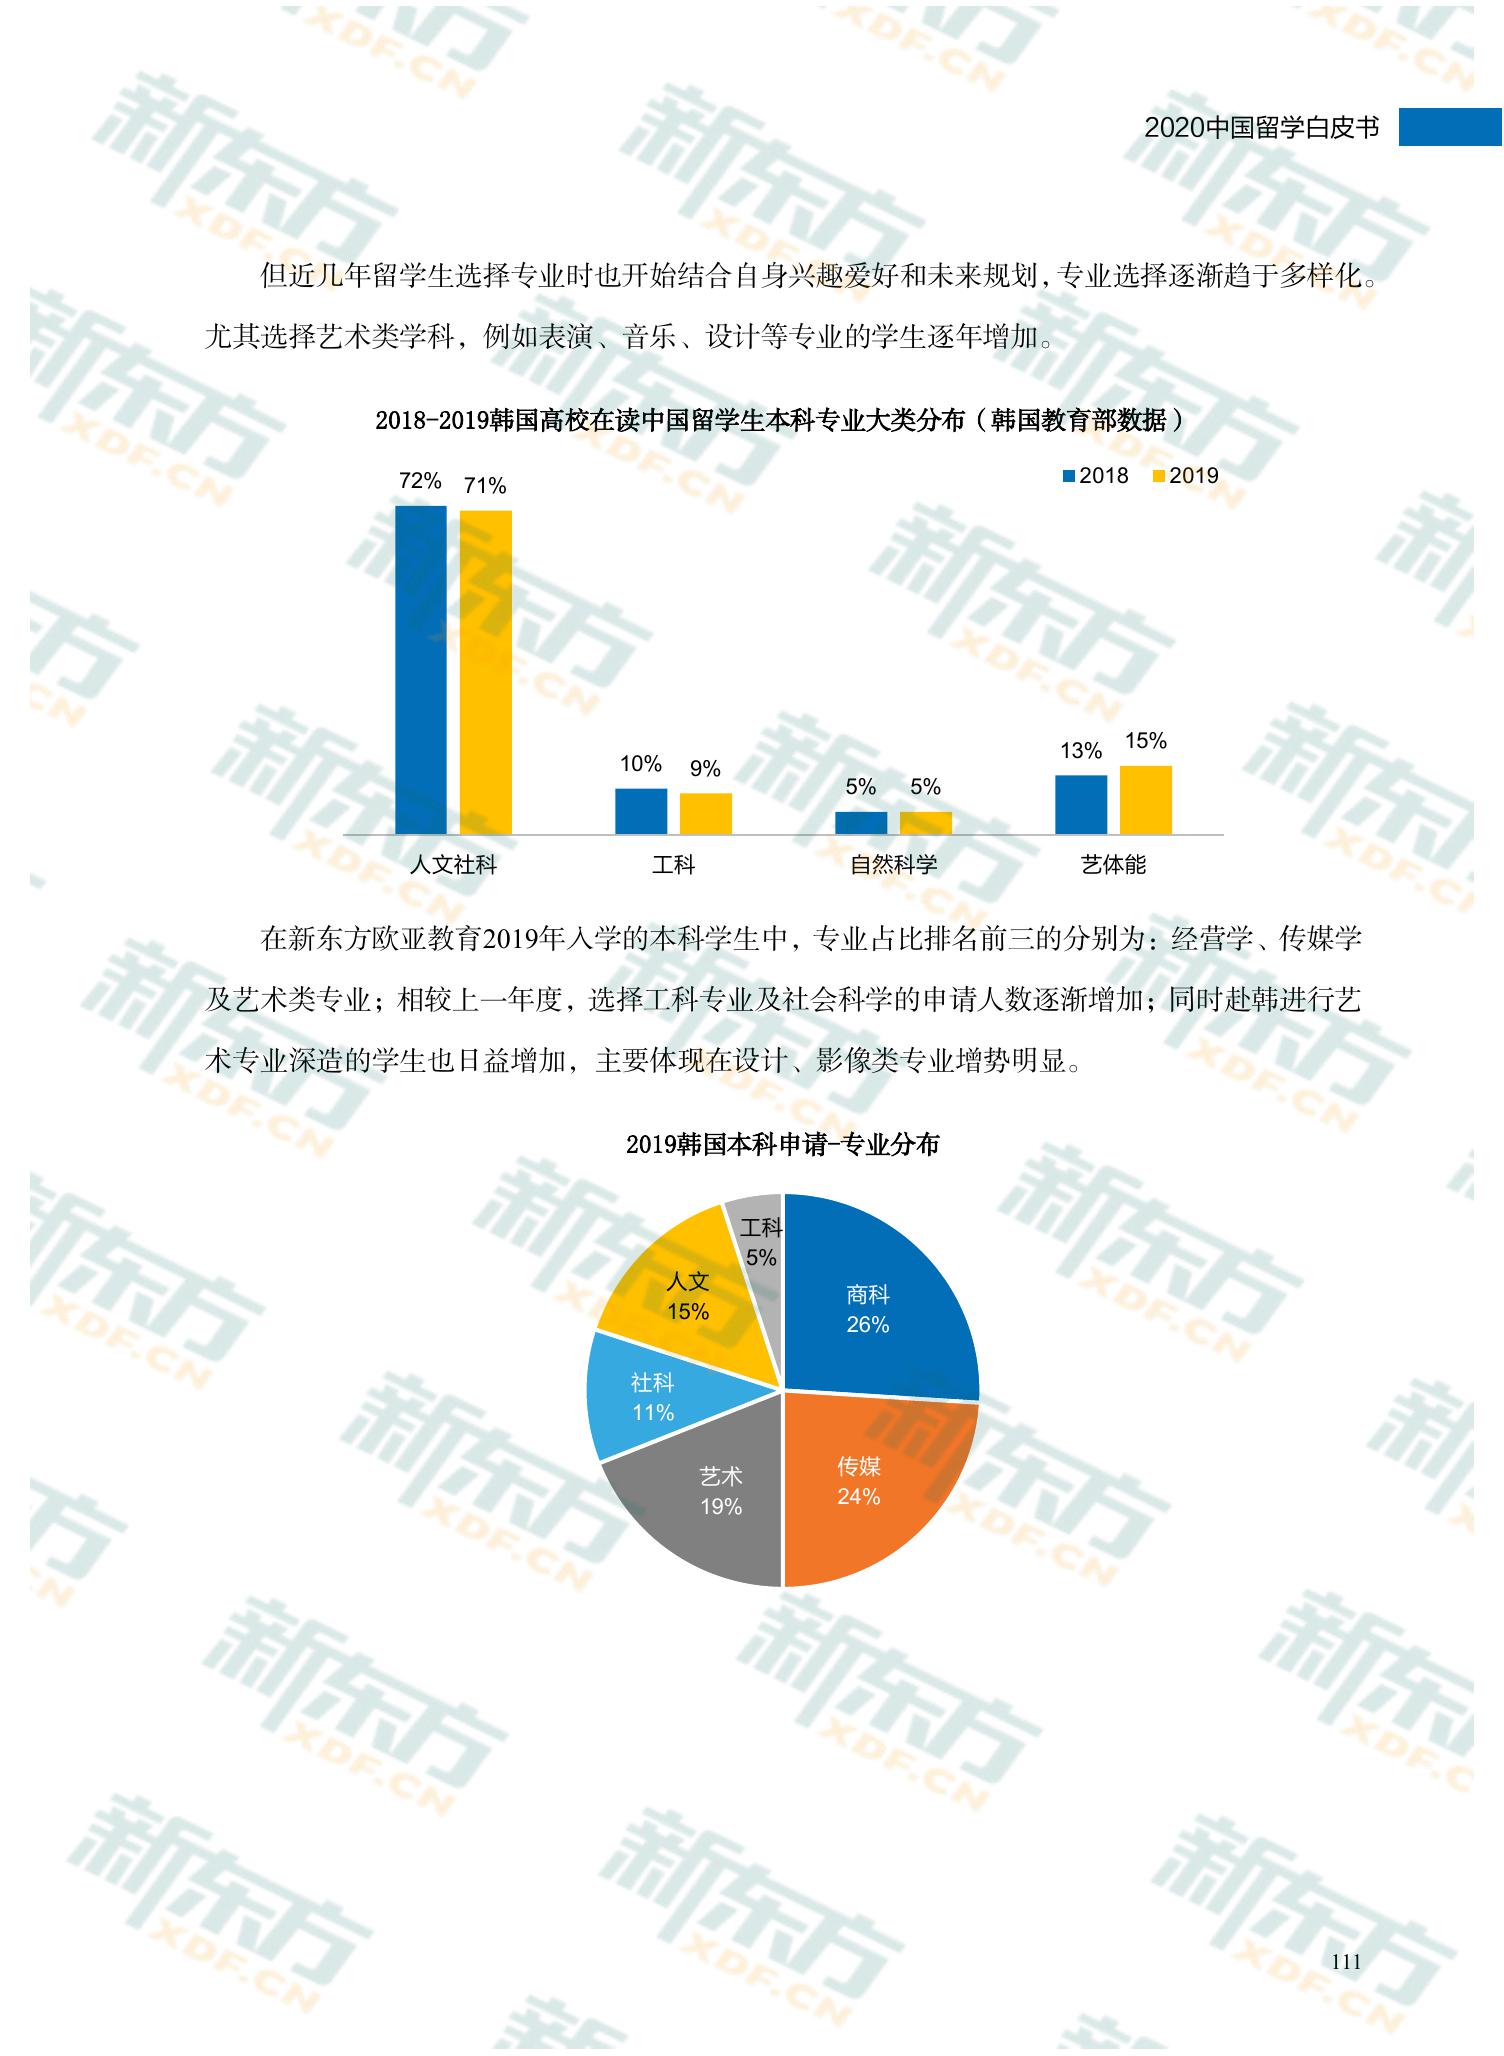 2020中国留学白皮书
但近几年留学生选择专业时也开始结合自身兴趣爱好和未来规划，专业选择逐渐趋于多样化。
尤其选择艺术类学科，例如表演、音乐、设计等专业的学生逐年增加。
2018-2019韩国高校在读中国留学生本科专业大类分布（韩国教育部数据）
2018 2019
72% 71%
10% 9%
5% 5%
13% 15%
人文社科 工科 自然科学 艺体能
在新东方欧亚教育2019年入学的本科学生中，专业占比排名前三的分别为：经营学、传媒学
及艺术类专业；相较上一年度，选择工科专业及社会科学的申请人数逐渐增加；同时赴韩进行艺
术专业深造的学生也日益增加，主要体现在设计、影像类专业增势明显。
2019韩国本科申请-专业分布
工科
5%
商科
26%
人文
15%
社科
11%
传媒
24%
艺术
19%
111
新东方
XDF.CN